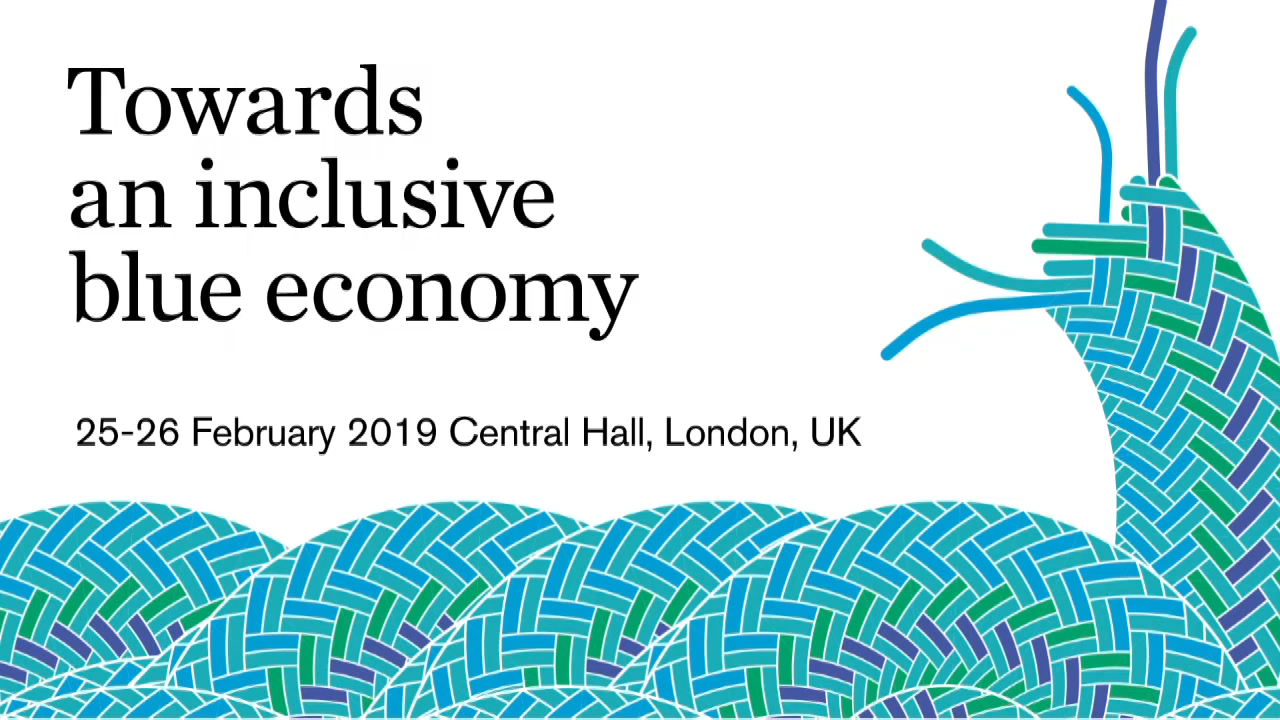 Towards
an inclusive
blue economy
25-26 February 2019 Central Hall, London, UK